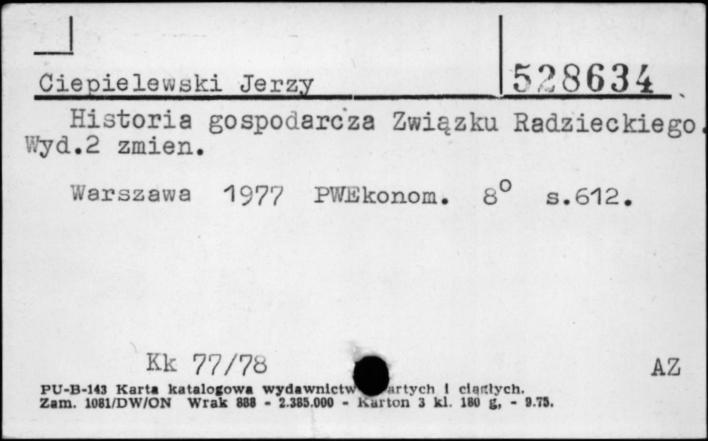 Ciepielewski Jerzy 528634
Historia gospodarcza Związku Radzieckiego.
Wyd.2 zmien.
Warszawa 1977 PWEkonom. 8° s.612.
Kk 77/78 AZ
PU-B-143 Karta katalogowa wydawnictw i ciągłych.
Zam. 1081/DW/ON Wrak 888 - 2.385.000 - Karton 3 kl. 180 g, - 9.75.